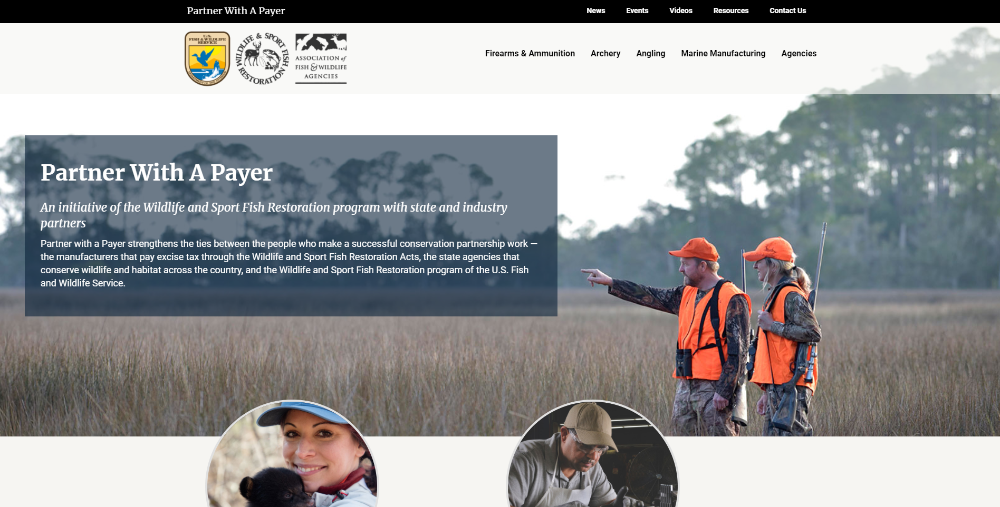 Partner With A Payer
News Events Videos Resources Contact Us
U.S.
FISH & WILDLIFE
SERVICE
DEPARTMENT OF THE INTERIOR
WILDLIFE & SPORT FISH RESTORATION
ASSOCIATION of
FISH & WILDLIFE
AGENCIES
Firearms & Ammunition Archery Angling Marine Manufacturing Agencies
Partner With A Payer
An initiative of the Wildlife and Sport Fish Restoration program with state and industry
partners
Partner with a Payer strengthens the ties between the people who make a successful conservation partnership work —
the manufacturers that pay excise tax through the Wildlife and Sport Fish Restoration Acts, the state agencies that
conserve wildlife and habitat across the country, and the Wildlife and Sport Fish Restoration program of the U.S. Fish
and Wildlife Service.